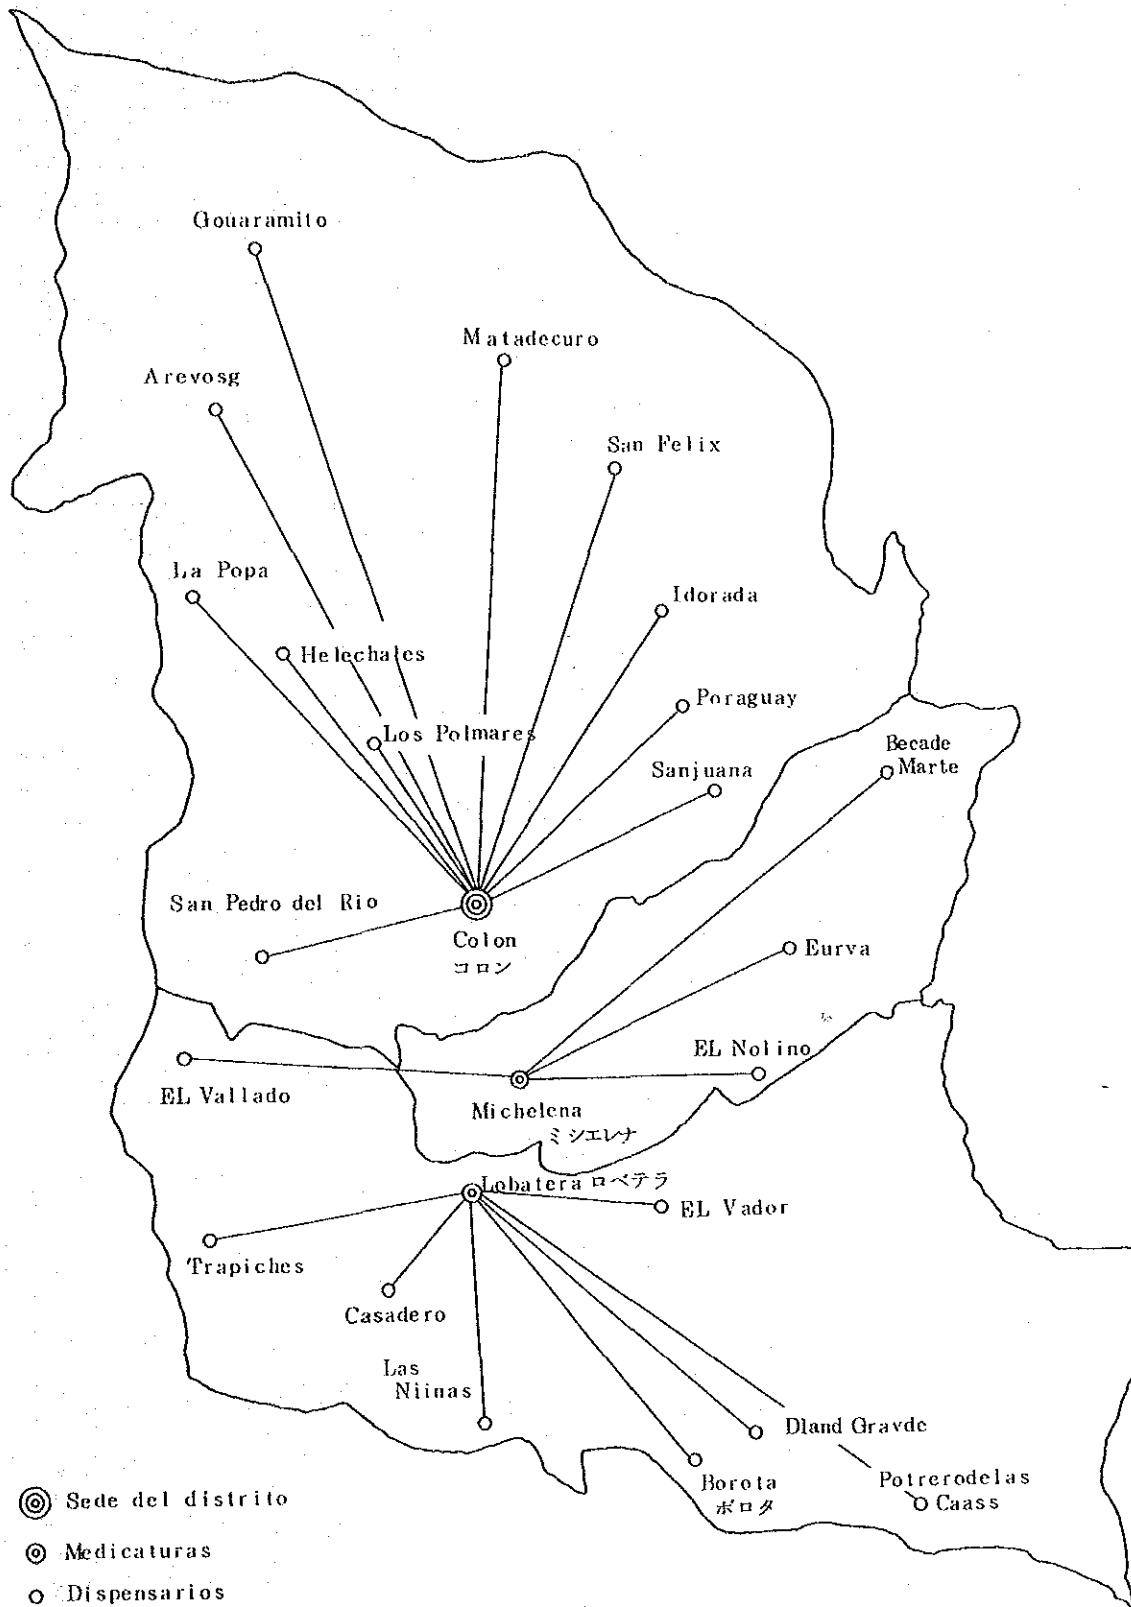 Gouaramito
Matadecuro
Arevosg
San Felix
La Popa
Idorada
Helechales
Poraguay
Los Polmares
Becade
Marte
Sanjuana
San Pedro del Rio
Colon
コロン
Eurva
EL Nolino
EL Vallado
Michelena
ミシエレナ
Lobatera ロベテラ
EL Vador
Trapiches
Casadero
Las
Niinas
Dland Gravde
Borota
ボロタ
Potrerodelas
Caass
Sede del distrito
Medicaturas
Dispensarios